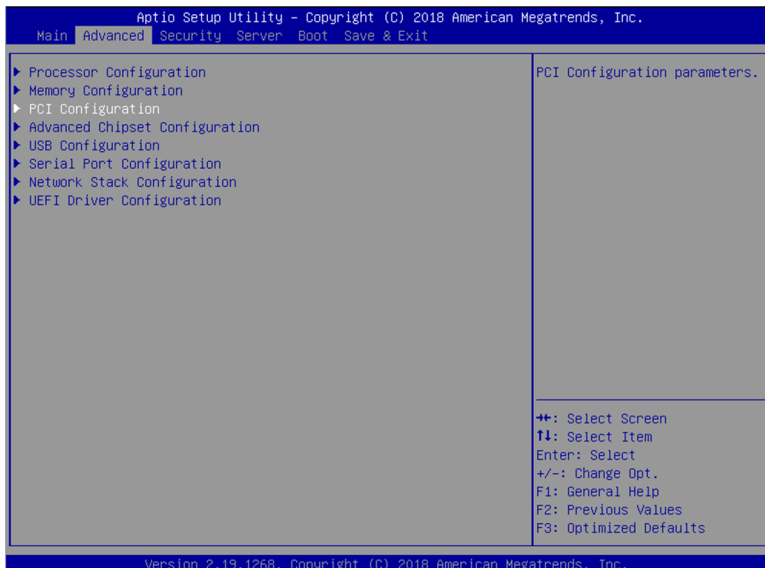 Aptio Setup Utility – Copyright (C) 2018 American Megatrends, Inc.
Main Advanced Security Server Boot Save & Exit
Processor Configuration
Memory Configuration
PCI Configuration
Advanced Chipset Configuration
USB Configuration
Serial Port Configuration
Network Stack Configuration
UEFI Driver Configuration
PCI Configuration parameters.
→←: Select Screen
↑↓: Select Item
Enter: Select
+/-: Change Opt.
F1: General Help
F2: Previous Values
F3: Optimized Defaults
Version 2.19.1268. Copyright (C) 2018 American Megatrends, Inc.